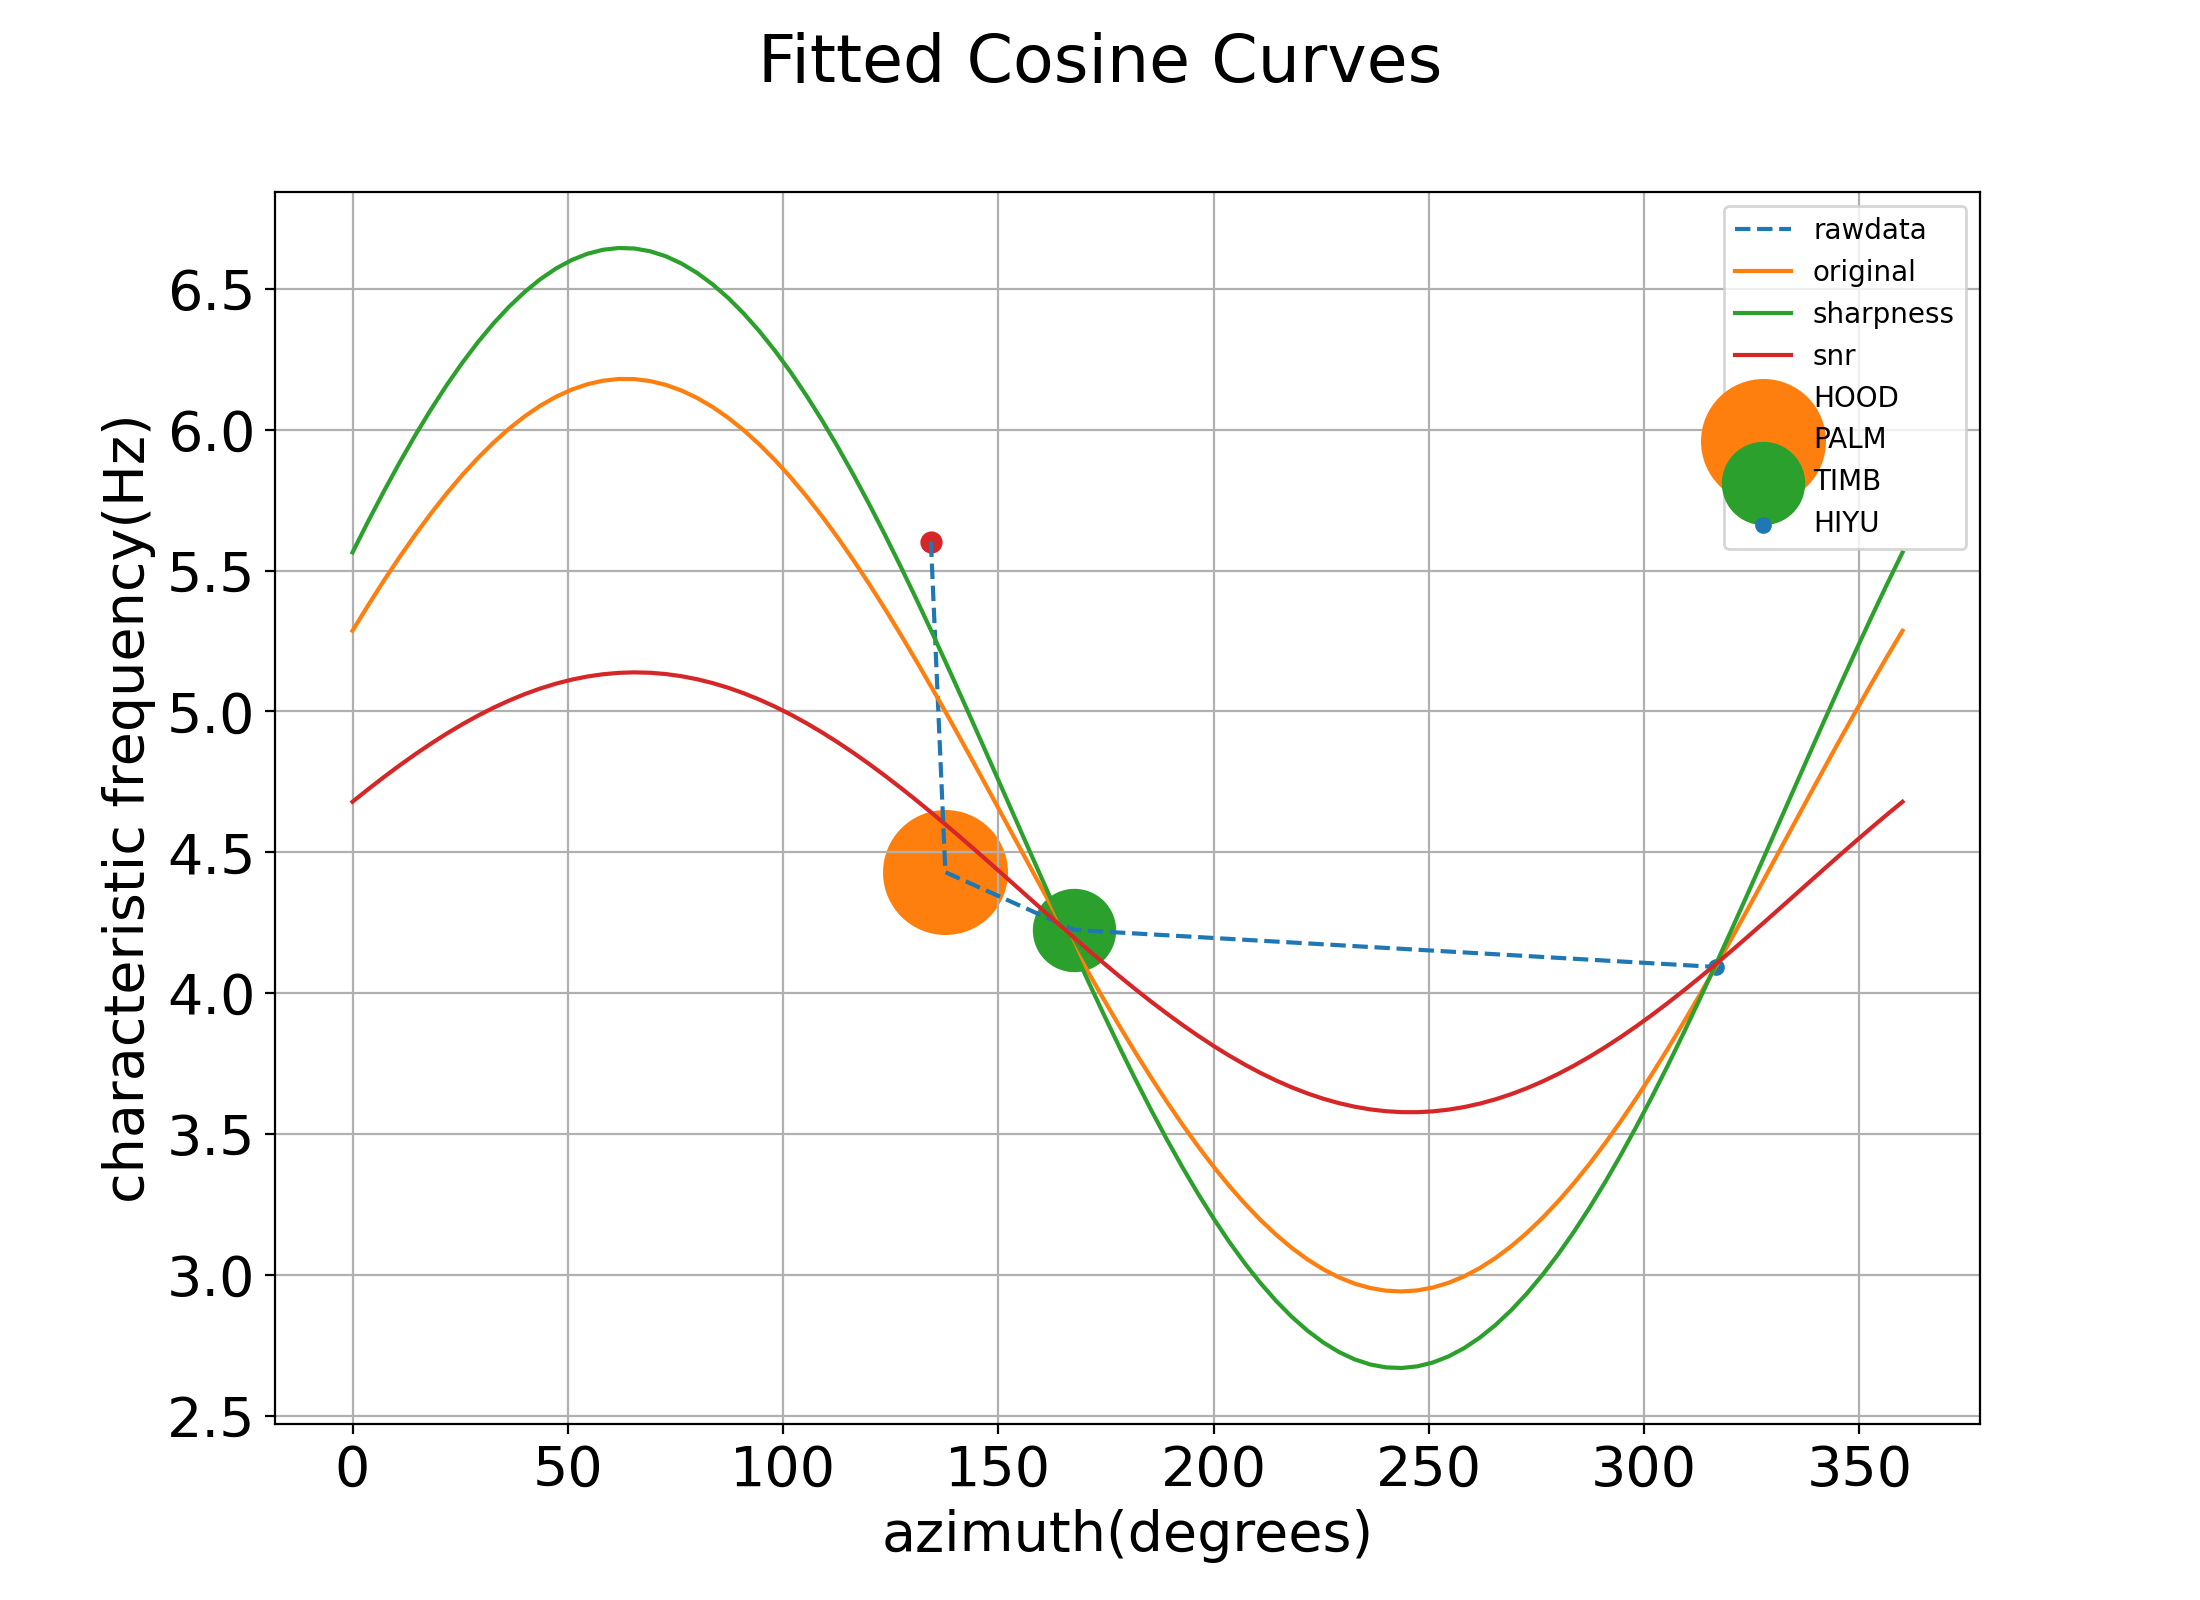 Fitted Cosine Curves
characteristic frequency(Hz)
6.5
6.0
5.5
5.0
4.5
4.0
3.5
3.0
2.5
rawdata
original
sharpness
snr
HOOD
PALM
TIMB
HIYU
0 50 100 150 200 250 300 350
azimuth(degrees)